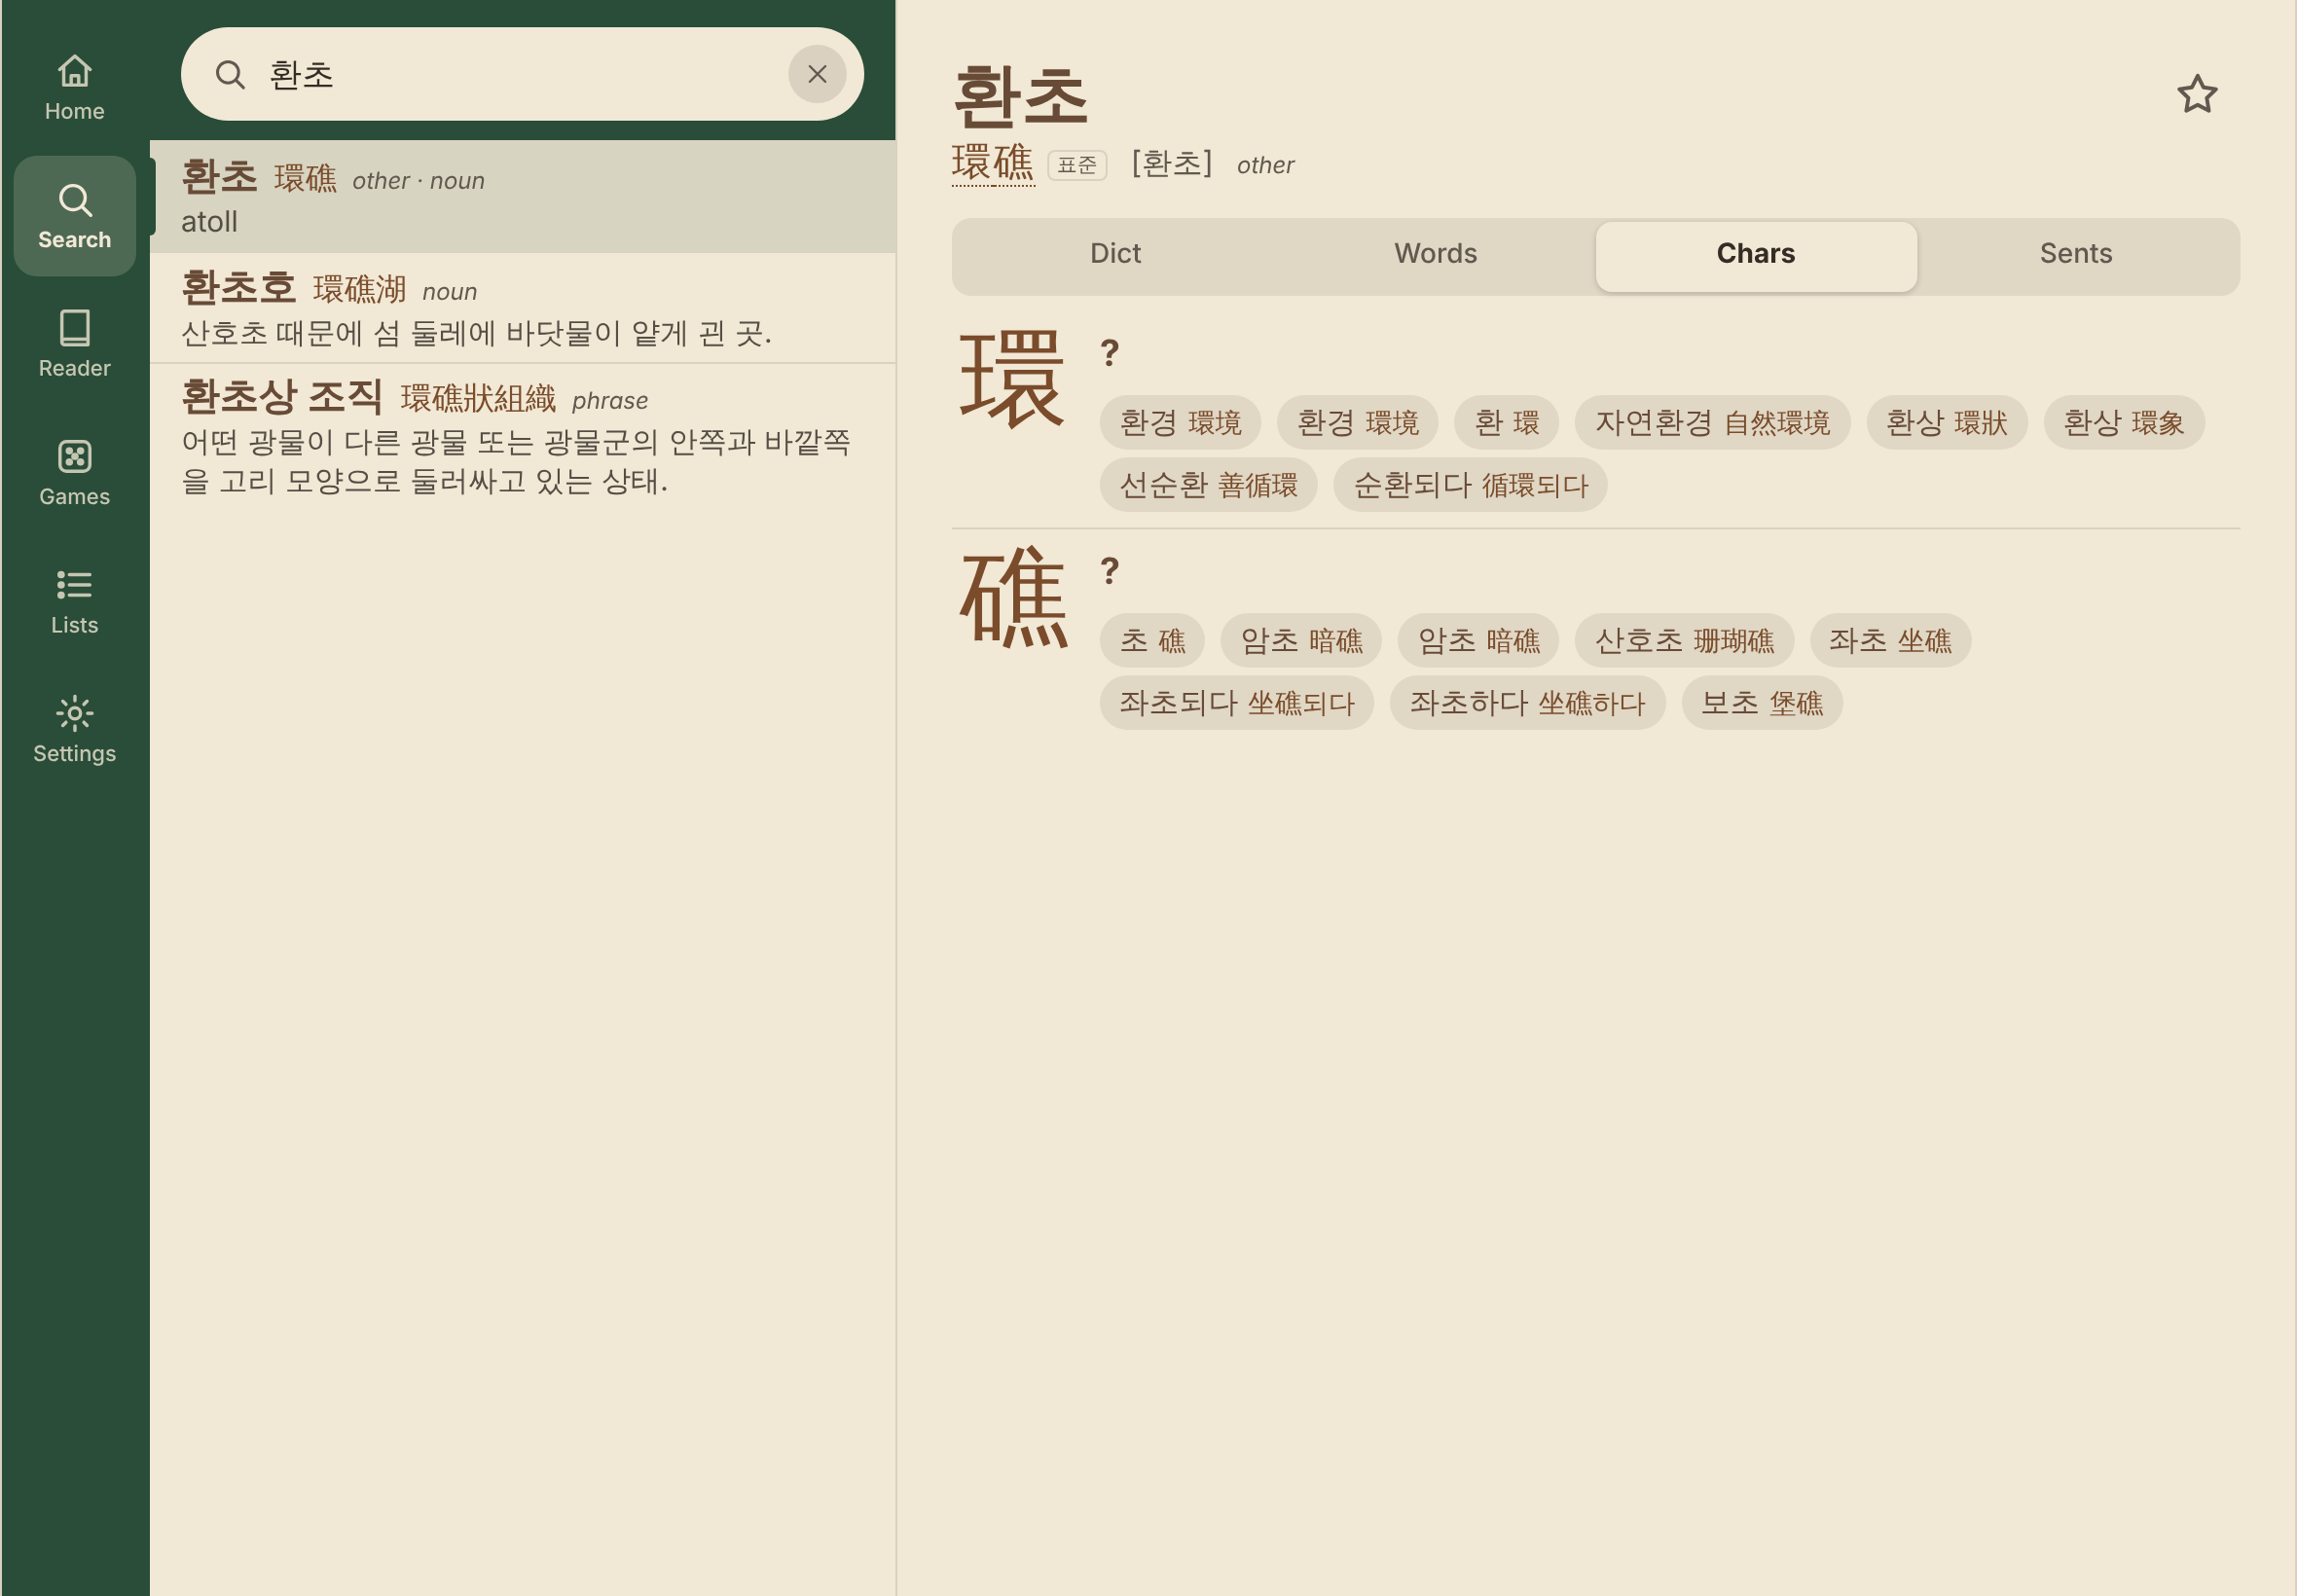 Home
Search
Reader
Games
Lists
Settings
환초
환초 環礁 other · noun
atoll
환초호 環礁湖 noun
산호초 때문에 섬 둘레에 바닷물이 얕게 괸 곳.
환초상 조직 環礁狀組織 phrase
어떤 광물이 다른 광물 또는 광물군의 안쪽과 바깥쪽
을 고리 모양으로 둘러싸고 있는 상태.
환초
環礁 표준 [환초] other
Dict Words Chars Sents
環 ?
환경 環境 환경 環境 환 環 자연환경 自然環境 환상 環狀 환상 環象
선순환 善循環 순환되다 循環되다
礁 ?
초 礁 암초 暗礁 암초 暗礁 산호초 珊瑚礁 좌초 坐礁
좌초되다 坐礁되다 좌초하다 坐礁하다 보초 堡礁